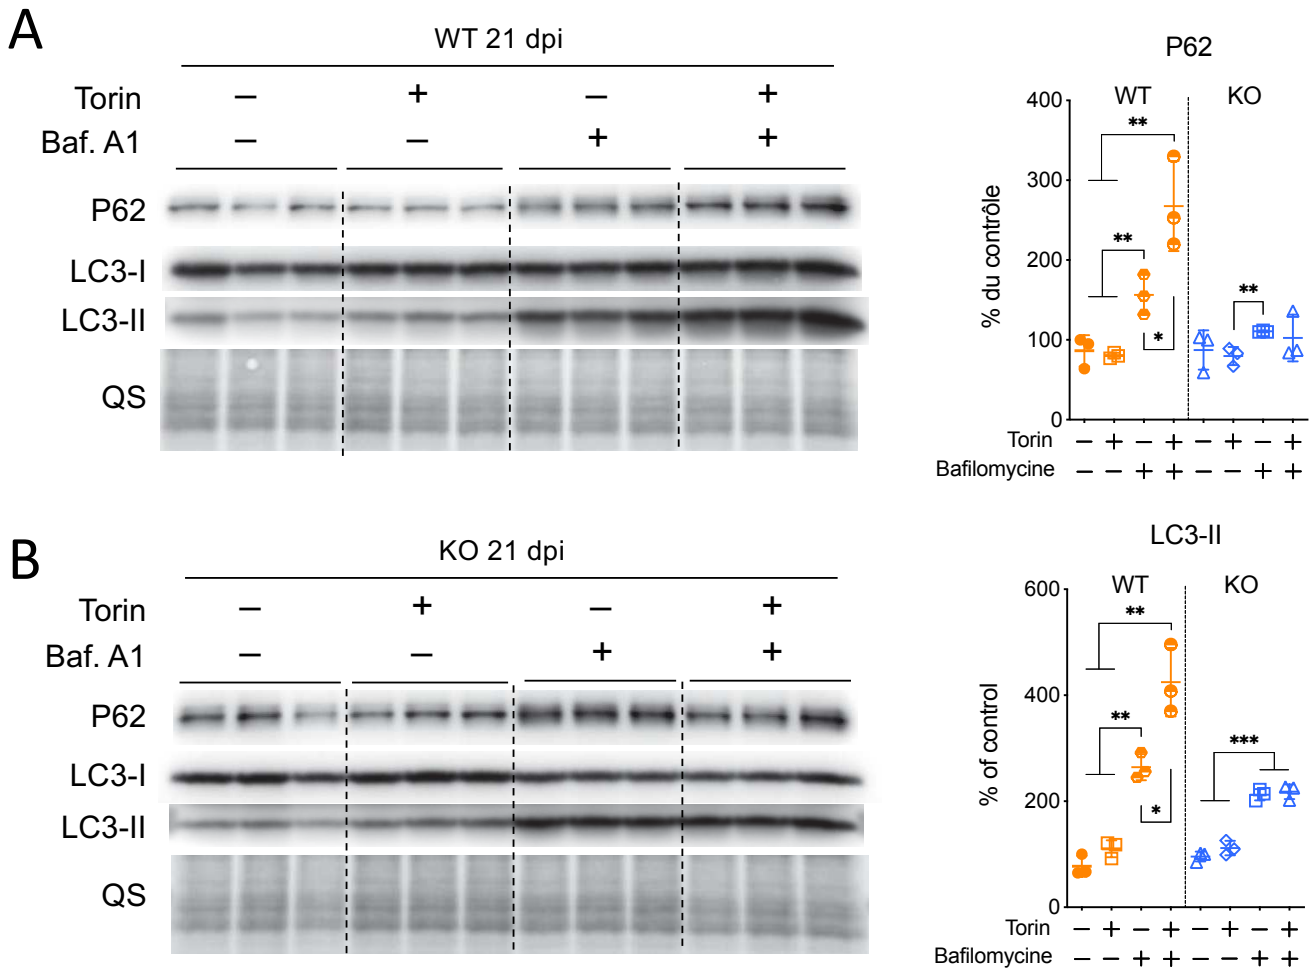 A
WT 21 dpi
Torin – + – +
Baf. A1 – – + +
P62
LC3-I
LC3-II
QS
P62
WT KO
% du contrôle
400
300
200
100
0
**
**
*
**
Torin – + – + – + – +
Bafilomycine – – + + – – + +
B
KO 21 dpi
Torin – + – +
Baf. A1 – – + +
P62
LC3-I
LC3-II
QS
LC3-II
WT KO
% of control
600
400
200
0
**
**
*
***
Torin – + – + – + – +
Bafilomycine – – + + – – + +